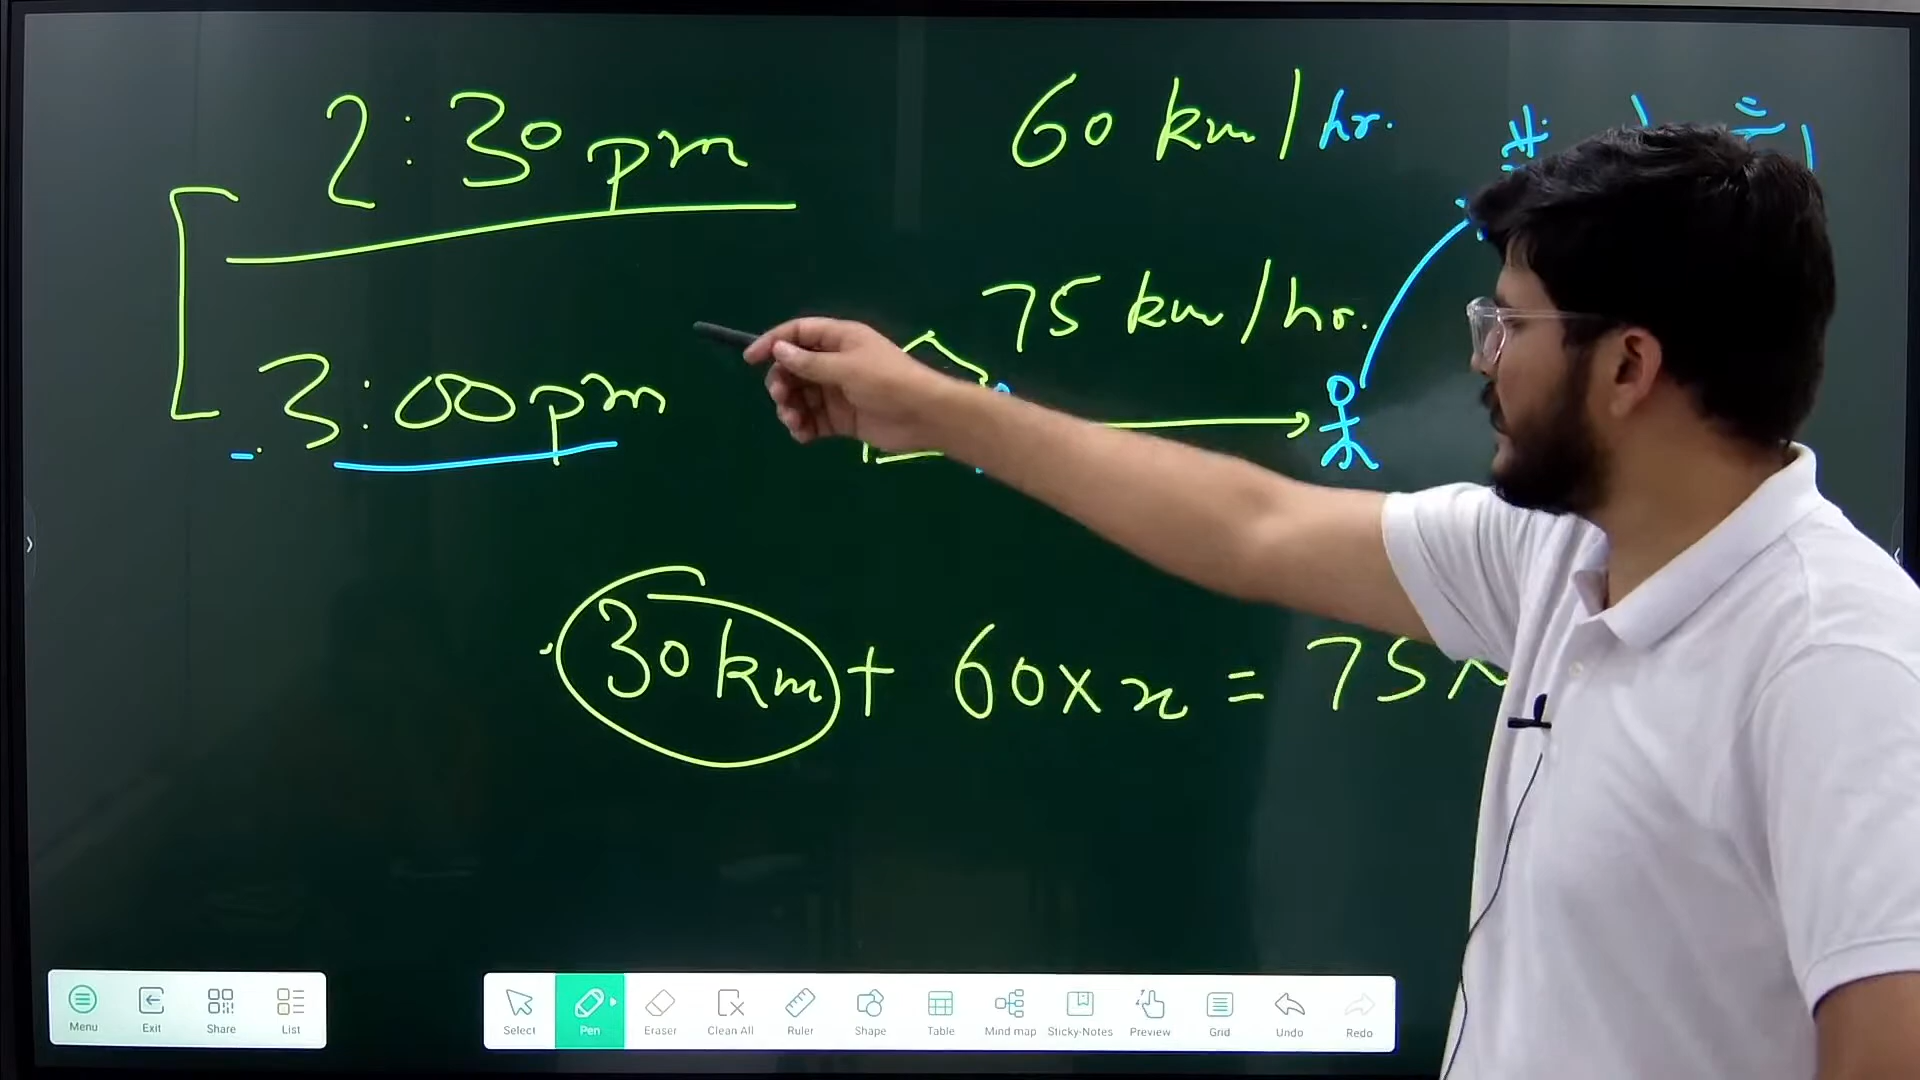 2:30 pm
60 km/hr.
75 km/hr.
3:00 pm
30 km + 60 x x = 75
Menu Exit Share List
Select Pen Eraser Clean All Ruler Shape Table Mind map Sticky-Notes Preview Grid Undo Redo